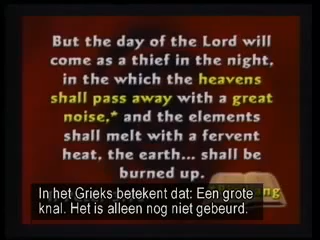 But the day of the Lord will
come as a thief in the night,
in the which the heavens
shall pass away with a great
noise,* and the elements
shall melt with a fervent
heat, the earth... shall be
burned up.
In het Grieks betekent dat: Een grote
knal. Het is alleen nog niet gebeurd.